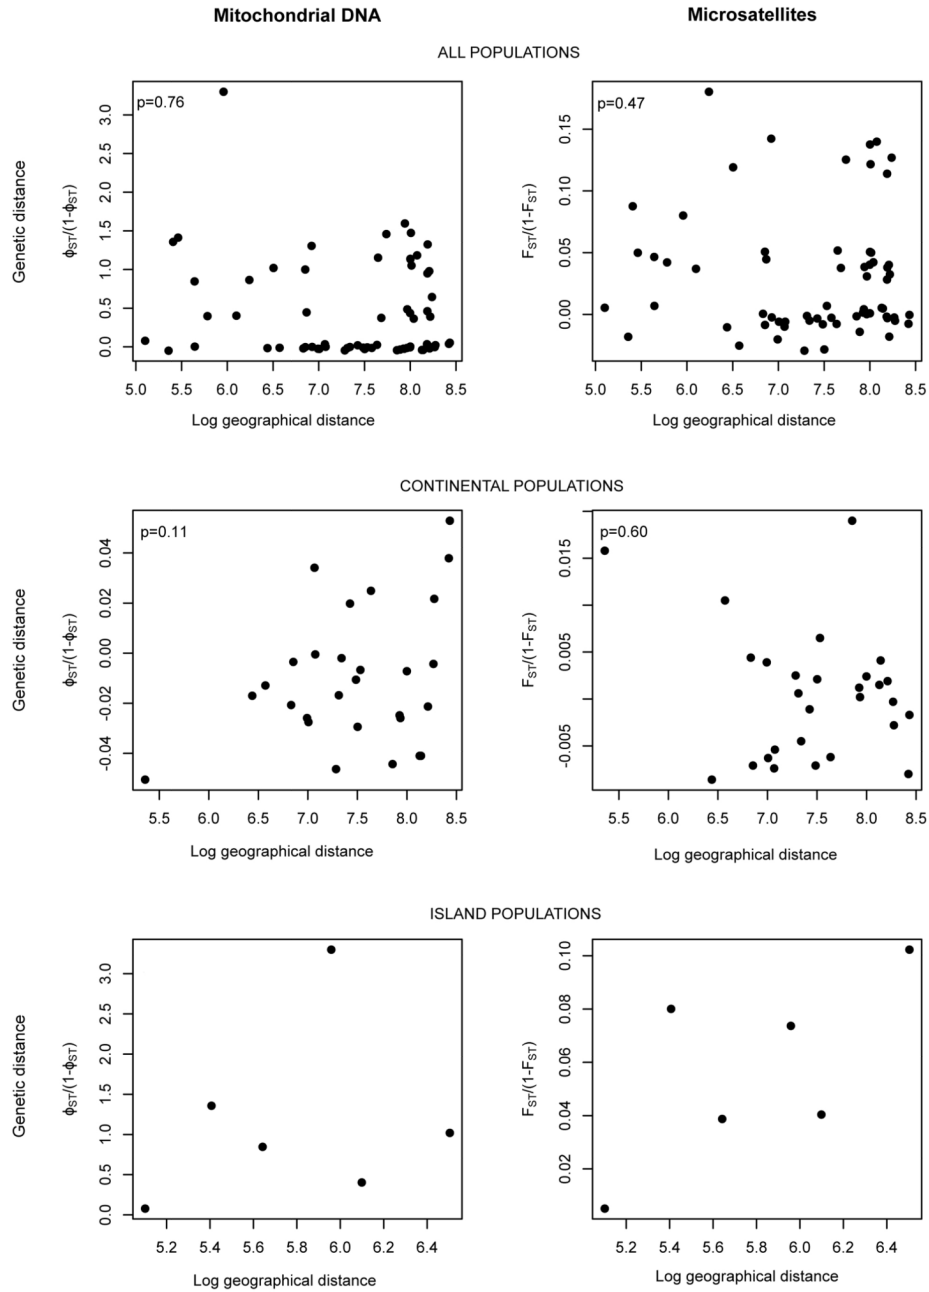 Mitochondrial DNA
Microsatellites
ALL POPULATIONS
Genetic distance
ϕST/(1-ϕST)
0.0 0.5 1.0 1.5 2.0 2.5 3.0
p=0.76
5.0 5.5 6.0 6.5 7.0 7.5 8.0 8.5
Log geographical distance
FST/(1-FST)
0.00 0.05 0.10 0.15
p=0.47
5.0 5.5 6.0 6.5 7.0 7.5 8.0 8.5
Log geographical distance
CONTINENTAL POPULATIONS
Genetic distance
ϕST/(1-ϕST)
-0.04 -0.02 0.00 0.02 0.04
p=0.11
5.5 6.0 6.5 7.0 7.5 8.0 8.5
Log geographical distance
FST/(1-FST)
-0.005 0.005 0.015
p=0.60
5.5 6.0 6.5 7.0 7.5 8.0 8.5
Log geographical distance
ISLAND POPULATIONS
Genetic distance
ϕST/(1-ϕST)
0.0 0.5 1.0 1.5 2.0 2.5 3.0
5.2 5.4 5.6 5.8 6.0 6.2 6.4
Log geographical distance
FST/(1-FST)
0.02 0.04 0.06 0.08 0.10
5.2 5.4 5.6 5.8 6.0 6.2 6.4
Log geographical distance